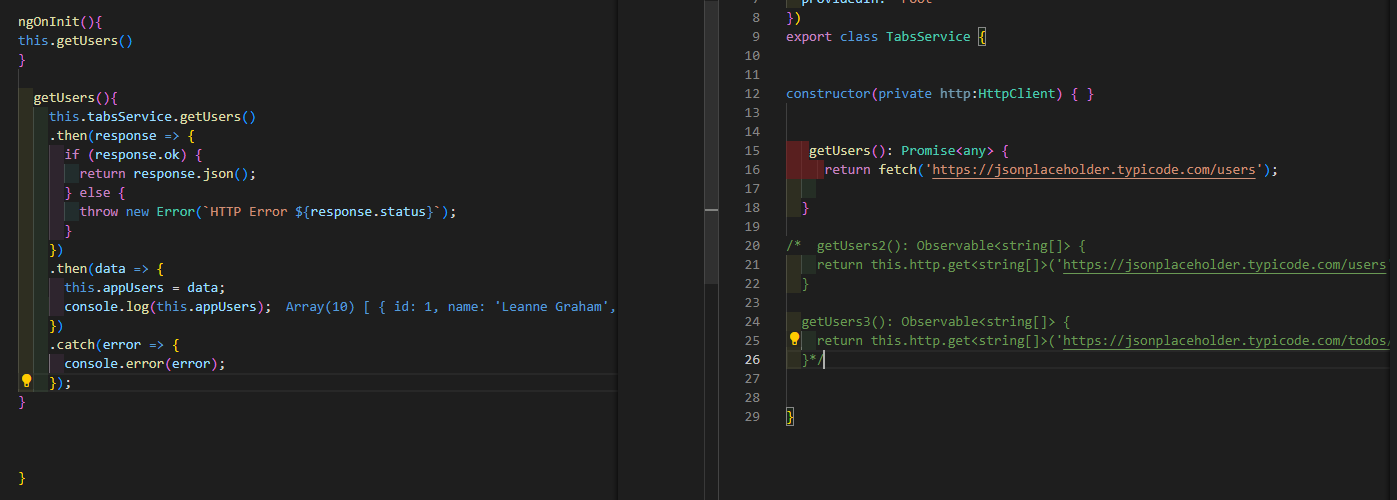 ngOnInit(){
this.getUsers()
}
getUsers(){
this.tabsService.getUsers()
.then(response => {
if (response.ok) {
return response.json();
} else {
throw new Error(`HTTP Error ${response.status}`);
}
})
.then(data => {
this.appUsers = data;
console.log(this.appUsers);  Array(10) [ { id: 1, name: 'Leanne Graham',
})
.catch(error => {
console.error(error);
});
}
}
7 providedIn: 'root'
8 })
9 export class TabsService {
10
11
12 constructor(private http:HttpClient) { }
13
14
15 getUsers(): Promise<any> {
16 return fetch('https://jsonplaceholder.typicode.com/users');
17
18 }
19
20 /*  getUsers2(): Observable<string[]> {
21 return this.http.get<string[]>('https://jsonplaceholder.typicode.com/users
22 }
23
24 getUsers3(): Observable<string[]> {
25 return this.http.get<string[]>('https://jsonplaceholder.typicode.com/todos/
26 }*/
27
28
29 }